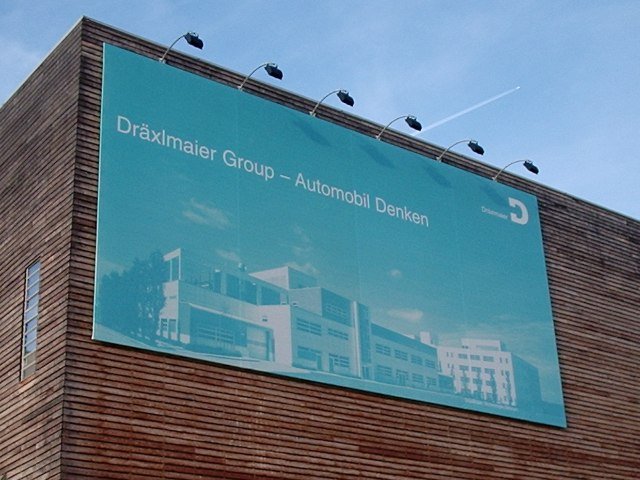 Dräxlmaier Group – Automobil Denken
Dräxlmaier